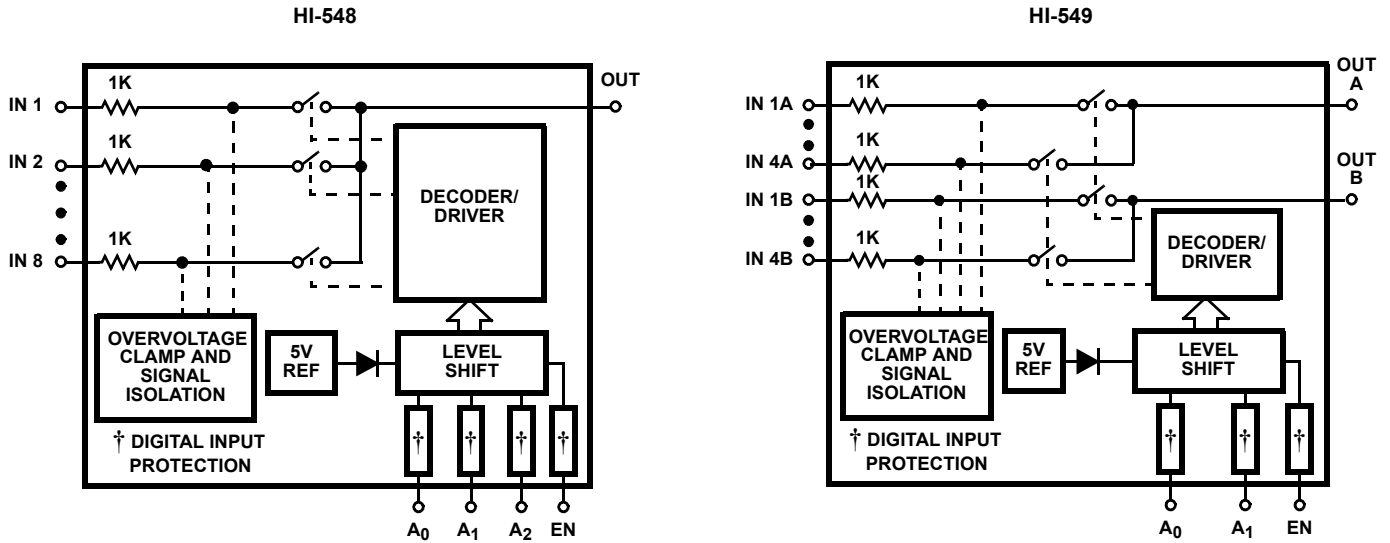 HI-548
1K
IN 1
OUT
1K
IN 2
1K
IN 8
DECODER/
DRIVER
OVERVOLTAGE
CLAMP AND
SIGNAL
ISOLATION
5V
REF
LEVEL
SHIFT
† DIGITAL INPUT
PROTECTION
† † † †
A0 A1 A2 EN
HI-549
1K
IN 1A
OUT
A
1K
IN 4A
1K
IN 1B
OUT
B
1K
IN 4B
DECODER/
DRIVER
OVERVOLTAGE
CLAMP AND
SIGNAL
ISOLATION
5V
REF
LEVEL
SHIFT
† DIGITAL INPUT
PROTECTION
† † †
A0 A1 EN